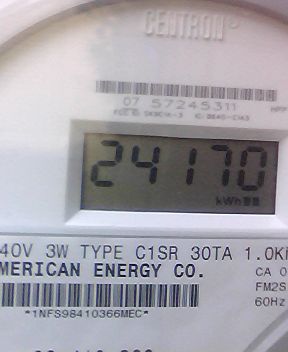 CENTRON®
07 57245311
24170
kWh
40V 3W TYPE C1SR 30TA 1.0K
MERICAN ENERGY CO.
CA 0
FM2S
60Hz
*1NFS98410366MEC*